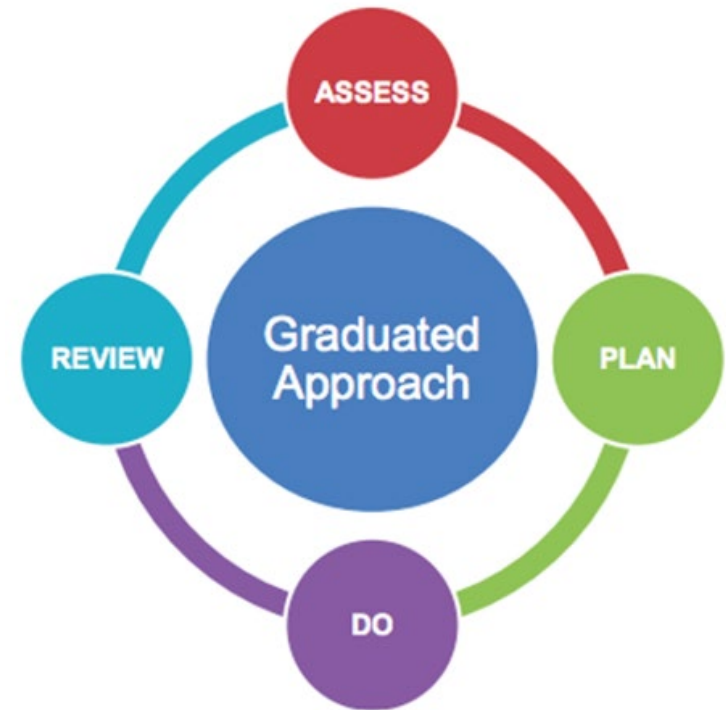 ASSESS
PLAN
DO
REVIEW
Graduated
Approach